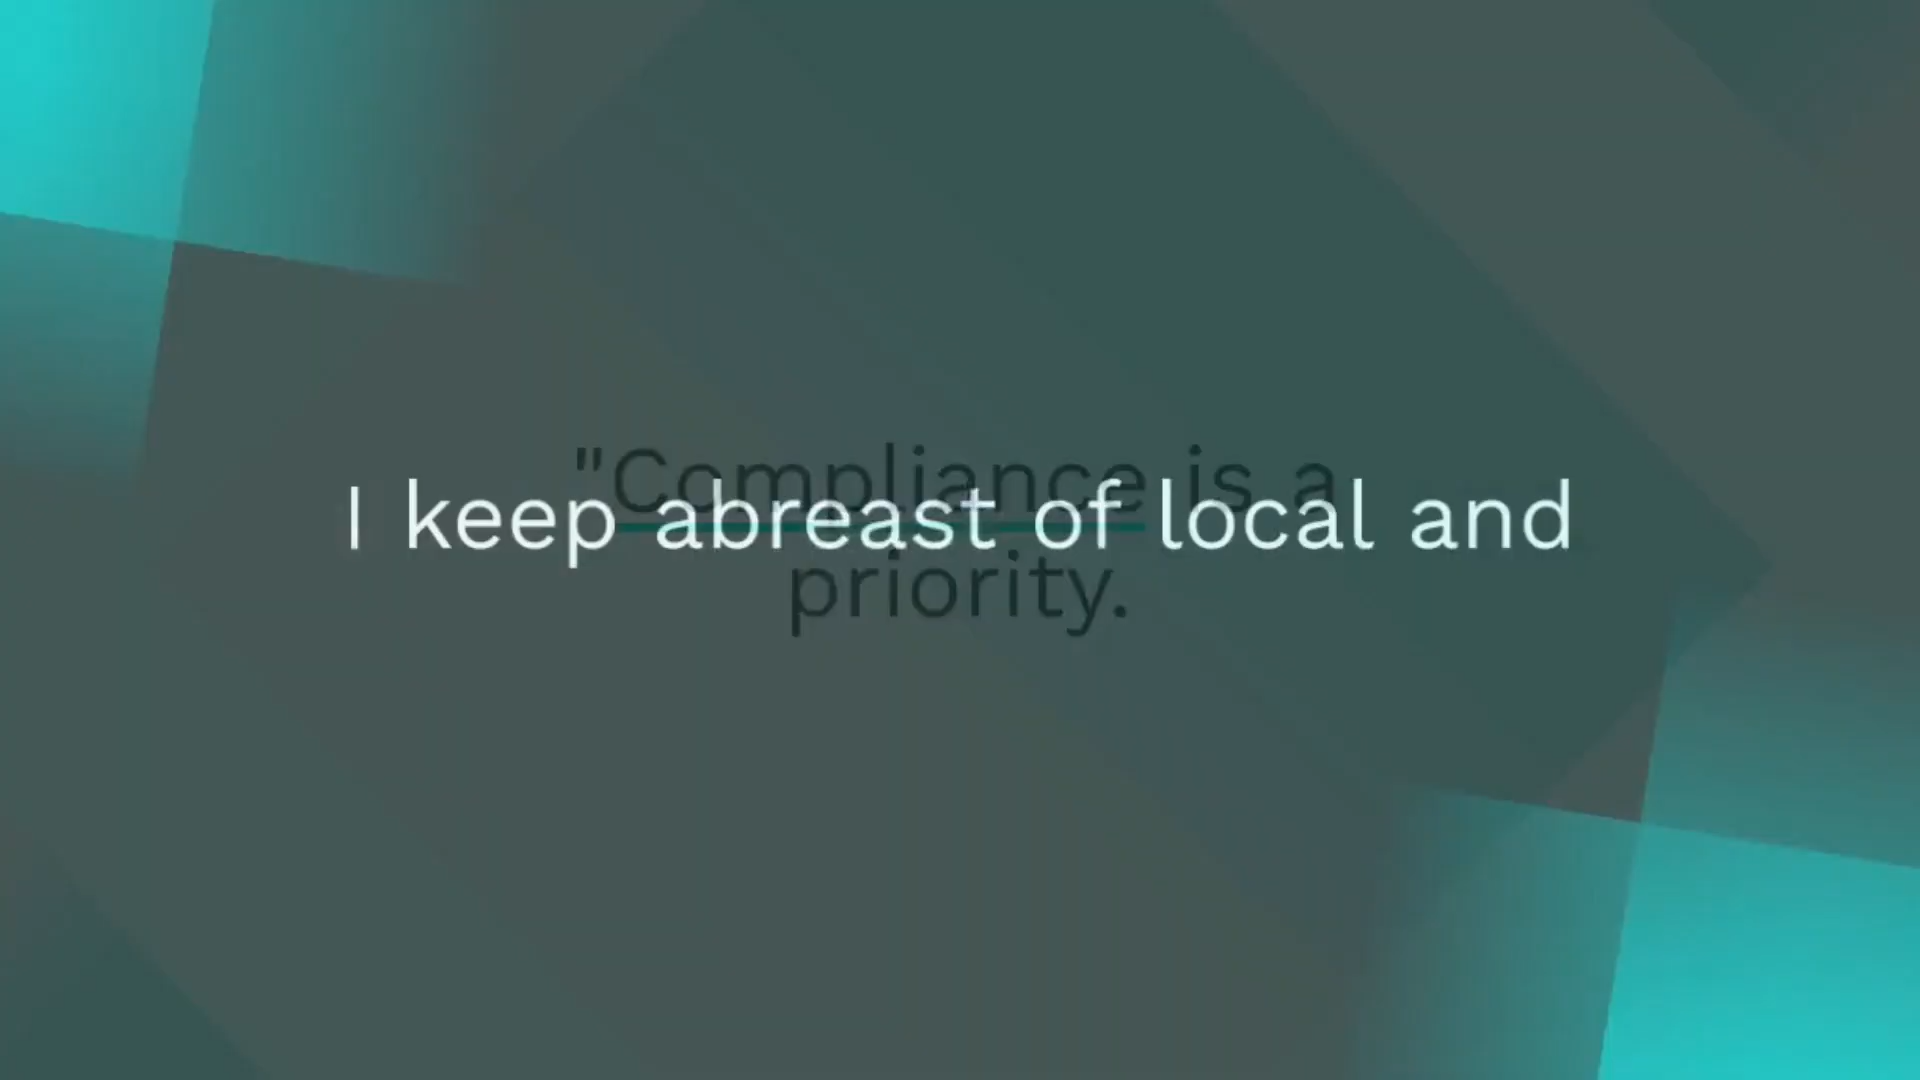 "Compliance is a
priority.
I keep abreast of local and